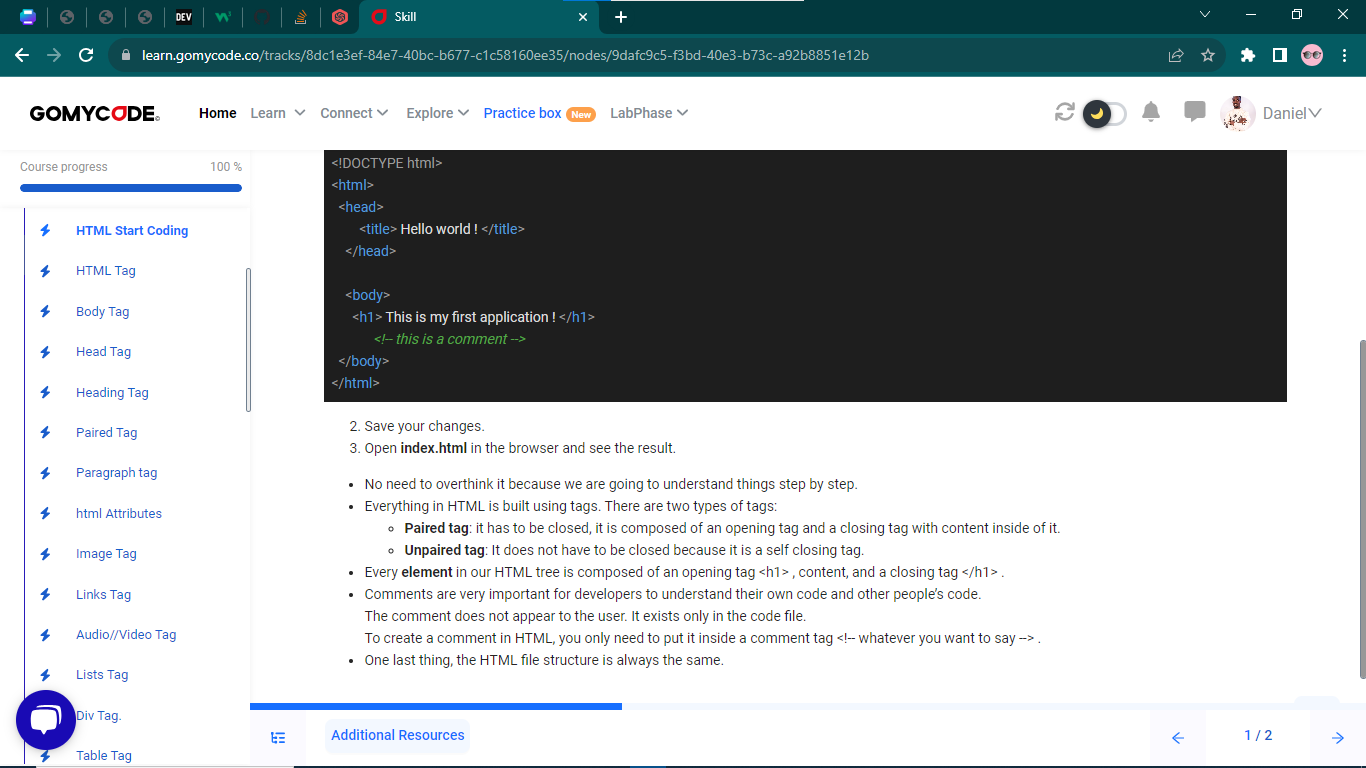 DEV
Skill
learn.gomycode.co/tracks/8dc1e3ef-84e7-40bc-b677-c1c58160ee35/nodes/9dafc9c5-f3bd-40e3-b73c-a92b8851e12b
GOMYCODE
Home Learn Connect Explore Practice box New LabPhase Daniel
Course progress 100 %
HTML Start Coding
HTML Tag
Body Tag
Head Tag
Heading Tag
Paired Tag
Paragraph tag
html Attributes
Image Tag
Links Tag
Audio//Video Tag
Lists Tag
Div Tag.
Table Tag
<!DOCTYPE html>
<html>
<head>
<title> Hello world ! </title>
</head>
<body>
<h1> This is my first application ! </h1>
<!-- this is a comment -->
</body>
</html>
2. Save your changes.
3. Open index.html in the browser and see the result.
• No need to overthink it because we are going to understand things step by step.
• Everything in HTML is built using tags. There are two types of tags:
◦ Paired tag: it has to be closed, it is composed of an opening tag and a closing tag with content inside of it.
◦ Unpaired tag: It does not have to be closed because it is a self closing tag.
• Every element in our HTML tree is composed of an opening tag <h1> , content, and a closing tag </h1> .
• Comments are very important for developers to understand their own code and other people’s code.
The comment does not appear to the user. It exists only in the code file.
To create a comment in HTML, you only need to put it inside a comment tag <!-- whatever you want to say --> .
• One last thing, the HTML file structure is always the same.
Additional Resources
1 / 2